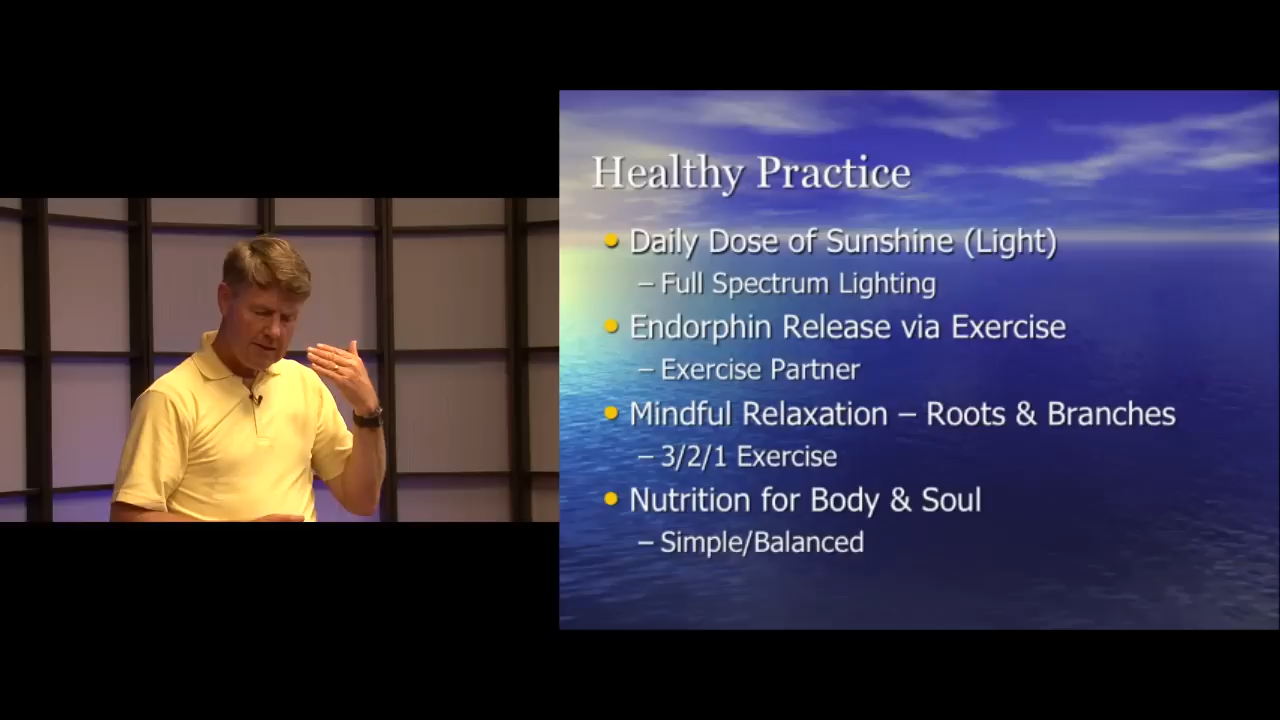 Healthy Practice
• Daily Dose of Sunshine (Light)
– Full Spectrum Lighting
• Endorphin Release via Exercise
– Exercise Partner
• Mindful Relaxation – Roots & Branches
– 3/2/1 Exercise
• Nutrition for Body & Soul
– Simple/Balanced